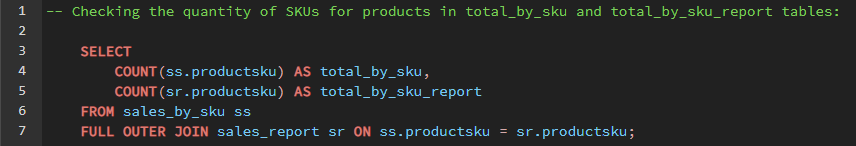 1 -- Checking the quantity of SKUs for products in total_by_sku and total_by_sku_report tables:
2
3 SELECT
4 COUNT(ss.productsku) AS total_by_sku,
5 COUNT(sr.productsku) AS total_by_sku_report
6 FROM sales_by_sku ss
7 FULL OUTER JOIN sales_report sr ON ss.productsku = sr.productsku;